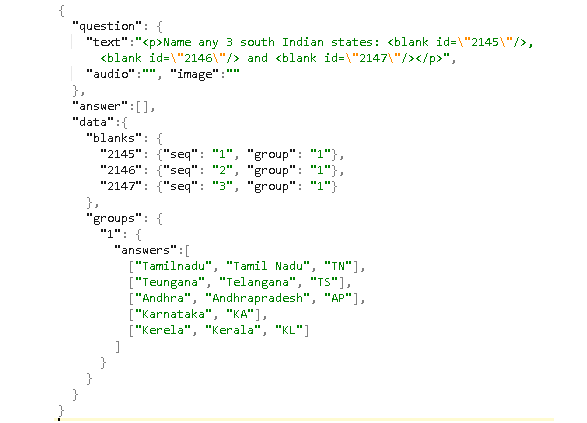 {
"question": {
"text":"<p>Name any 3 south Indian states: <blank id=\"2145\"/>,
<blank id=\"2146\"/> and <blank id=\"2147\"/></p>",
"audio":"", "image":""
},
"answer":[],
"data":{
"blanks": {
"2145": {"seq": "1", "group": "1"},
"2146": {"seq": "2", "group": "1"},
"2147": {"seq": "3", "group": "1"}
},
"groups": {
"1": {
"answers":[
["Tamilnadu", "Tamil Nadu", "TN"],
["Teungana", "Telangana", "TS"],
["Andhra", "Andhrapradesh", "AP"],
["Karnataka", "KA"],
["Kerela", "Kerala", "KL"]
]
}
}
}
}